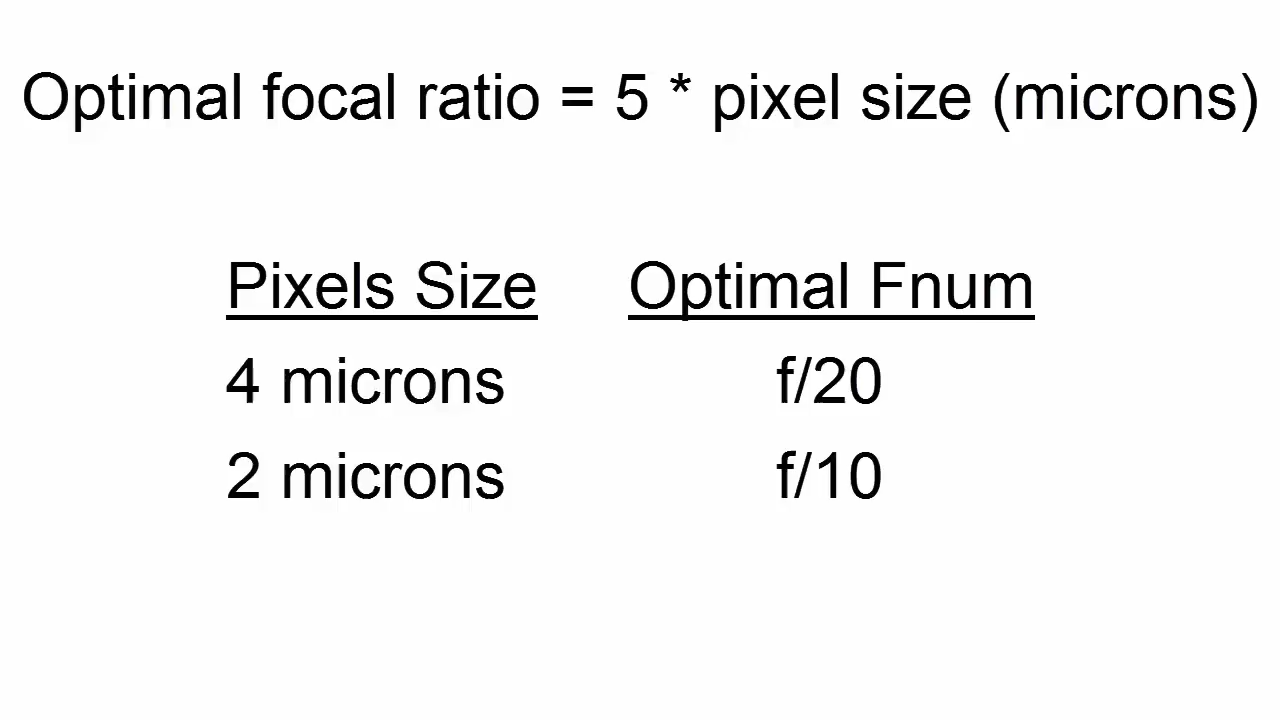 Optimal focal ratio = 5 * pixel size (microns)
Pixels Size Optimal Fnum
4 microns f/20
2 microns f/10